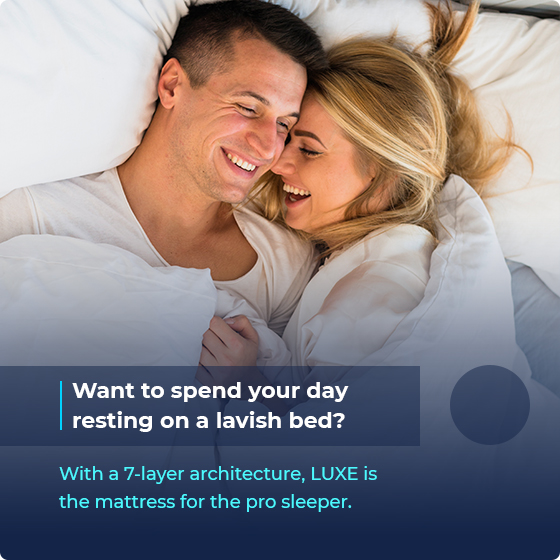 Want to spend your day
resting on a lavish bed?
With a 7-layer architecture, LUXE is
the mattress for the pro sleeper.